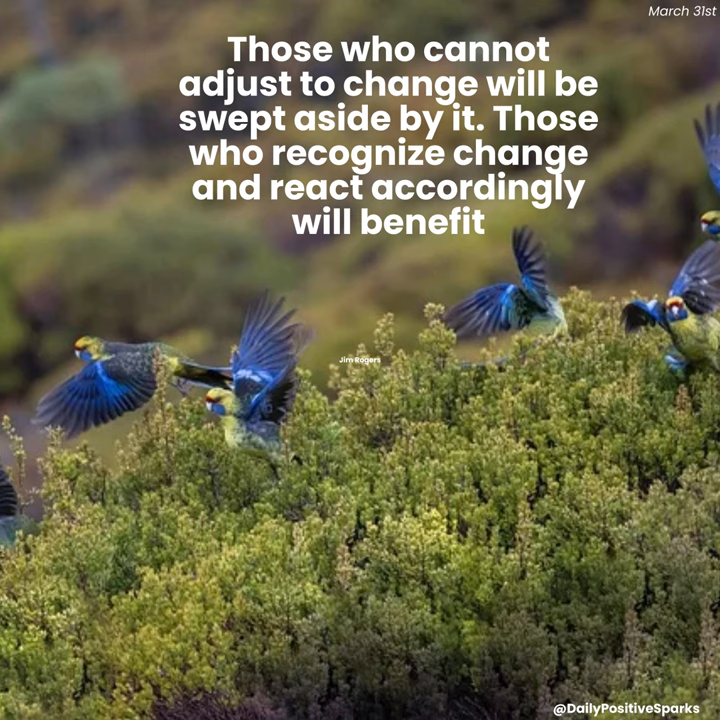 March 31st
Those who cannot
adjust to change will be
swept aside by it. Those
who recognize change
and react accordingly
will benefit
Jim Rogers
@DailyPositiveSparks